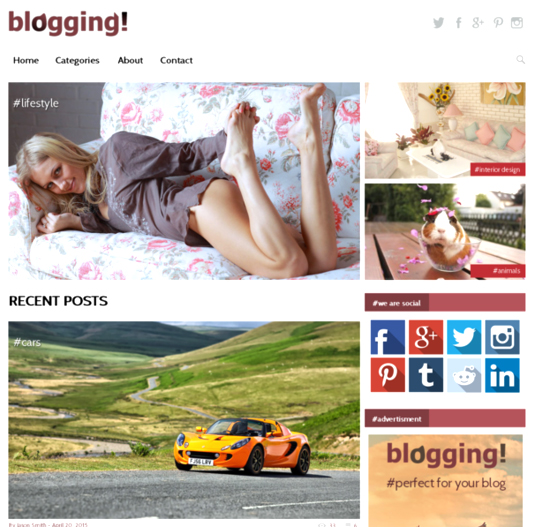 blogging!
Home Categories About Contact
#lifestyle
#interior design
#animals
RECENT POSTS
#we are social
#cars
#advertisment
blogging!
#perfect for your blog
By Jason Smith - April 20, 2015